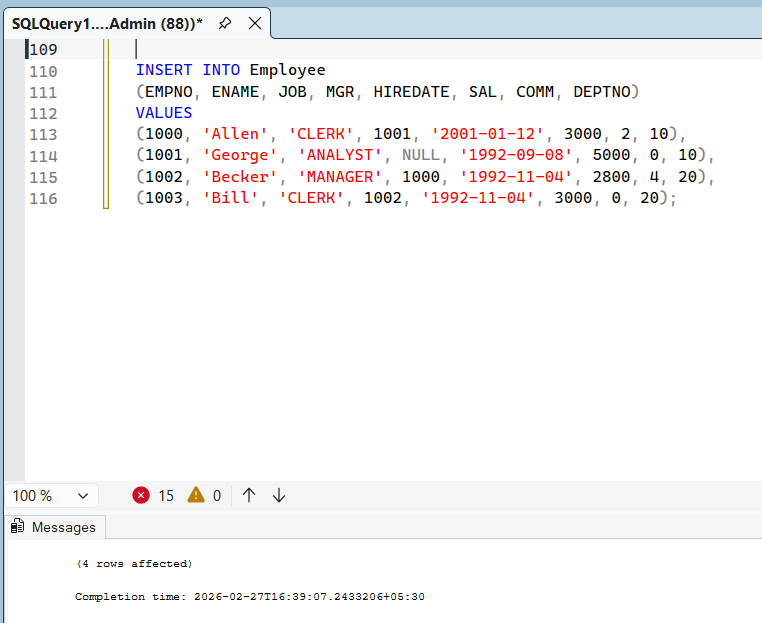 SQLQuery1....Admin (88))*
109
110 INSERT INTO Employee
111 (EMPNO, ENAME, JOB, MGR, HIREDATE, SAL, COMM, DEPTNO)
112 VALUES
113 (1000, 'Allen', 'CLERK', 1001, '2001-01-12', 3000, 2, 10),
114 (1001, 'George', 'ANALYST', NULL, '1992-09-08', 5000, 0, 10),
115 (1002, 'Becker', 'MANAGER', 1000, '1992-11-04', 2800, 4, 20),
116 (1003, 'Bill', 'CLERK', 1002, '1992-11-04', 3000, 0, 20);
100 % 15 0
Messages
(4 rows affected)
Completion time: 2026-02-27T16:39:07.2433206+05:30